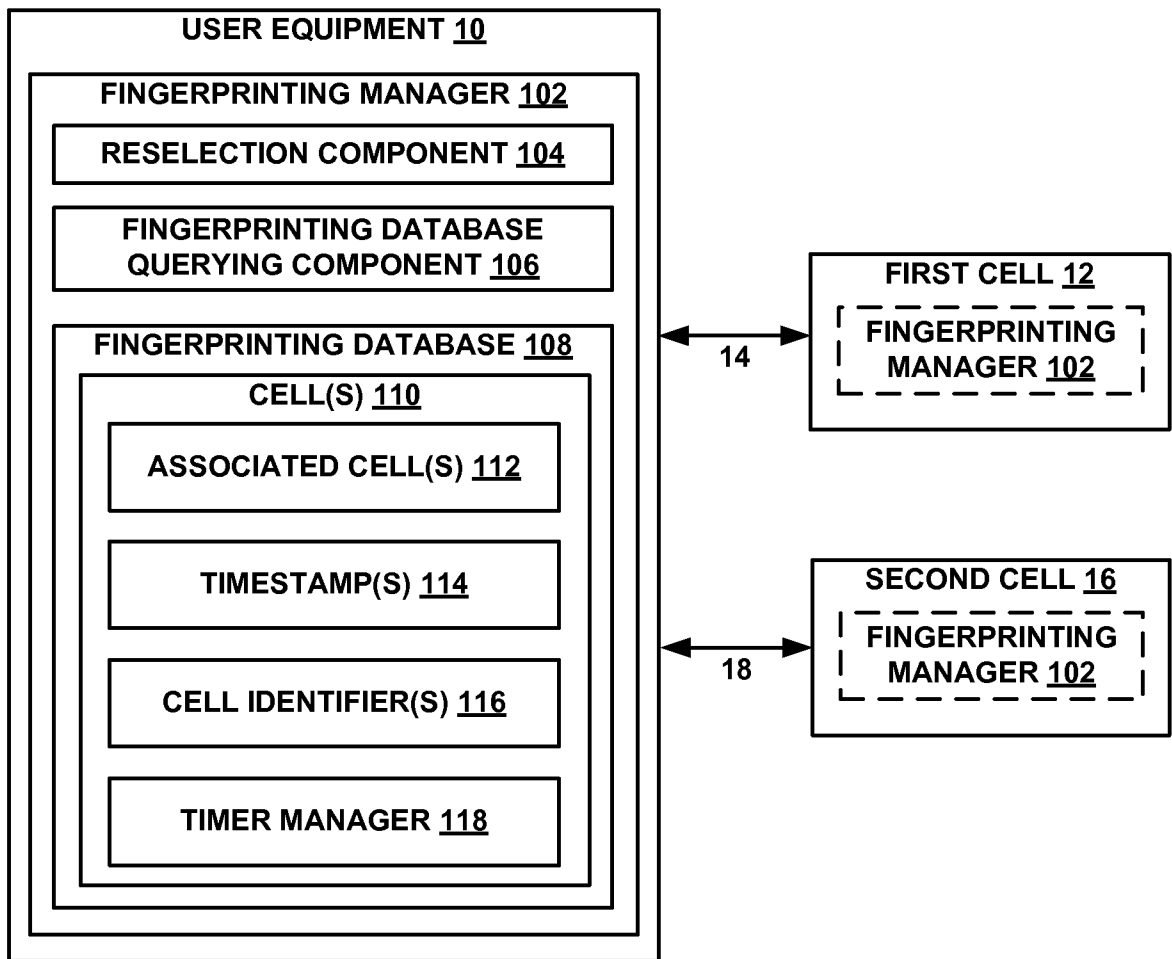 USER EQUIPMENT 10
FINGERPRINTING MANAGER 102
RESELECTION COMPONENT 104
FINGERPRINTING DATABASE
QUERYING COMPONENT 106
FINGERPRINTING DATABASE 108
CELL(S) 110
ASSOCIATED CELL(S) 112
TIMESTAMP(S) 114
CELL IDENTIFIER(S) 116
TIMER MANAGER 118
14
FIRST CELL 12
FINGERPRINTING
MANAGER 102
18
SECOND CELL 16
FINGERPRINTING
MANAGER 102